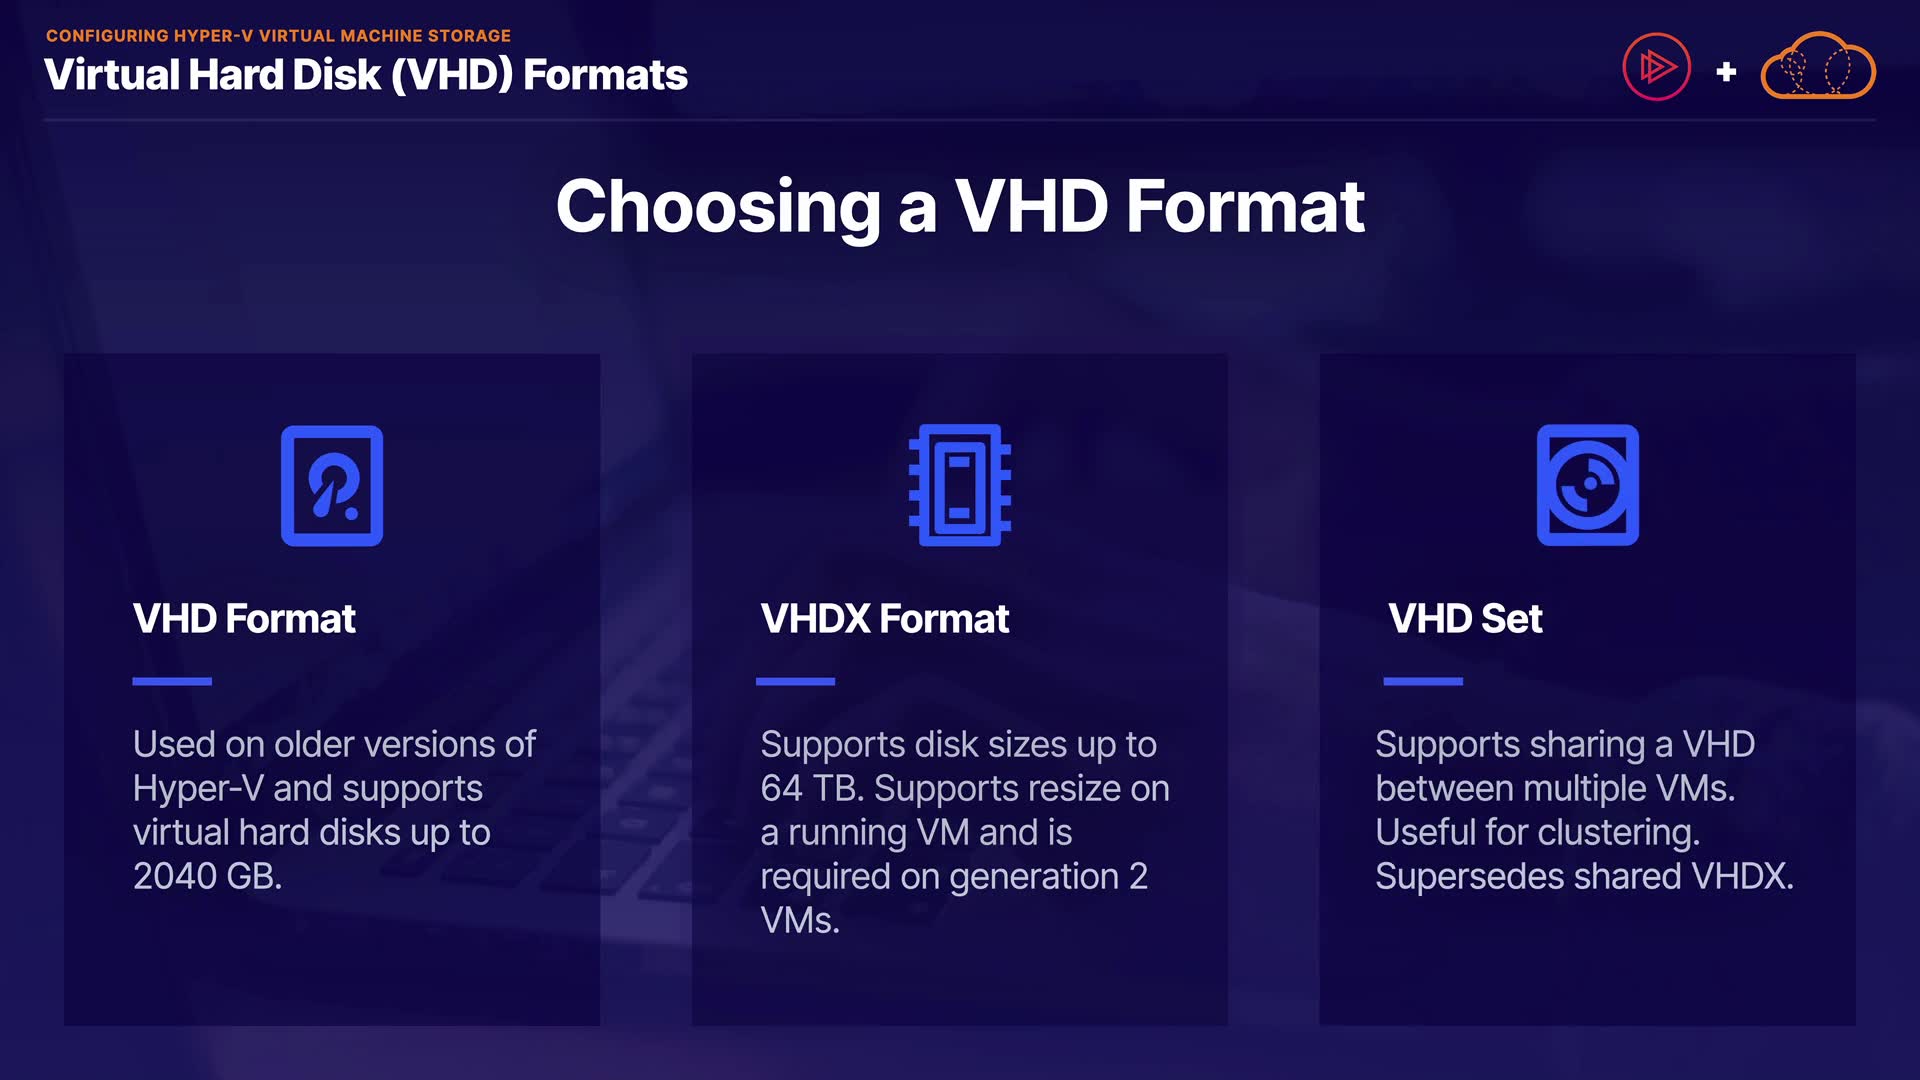 CONFIGURING HYPER-V VIRTUAL MACHINE STORAGE
Virtual Hard Disk (VHD) Formats
+
Choosing a VHD Format
VHD Format
Used on older versions of
Hyper-V and supports
virtual hard disks up to
2040 GB.
VHDX Format
Supports disk sizes up to
64 TB. Supports resize on
a running VM and is
required on generation 2
VMs.
VHD Set
Supports sharing a VHD
between multiple VMs.
Useful for clustering.
Supersedes shared VHDX.